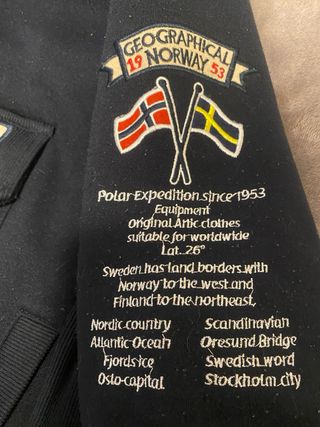 GEOGRAPHICAL
19 NORWAY 53
Polar Expedition since 1953
Equipment
Original Artic clothes
suitable for worldwide
Lat. 26°
Sweden has land borders with
Norway to the west and
Finland to the northeast,
Nordic country Scandinavian
Atlantic Ocean Oresund Bridge
Fjords ice Swedish word
Oslo-capital Stockholm city